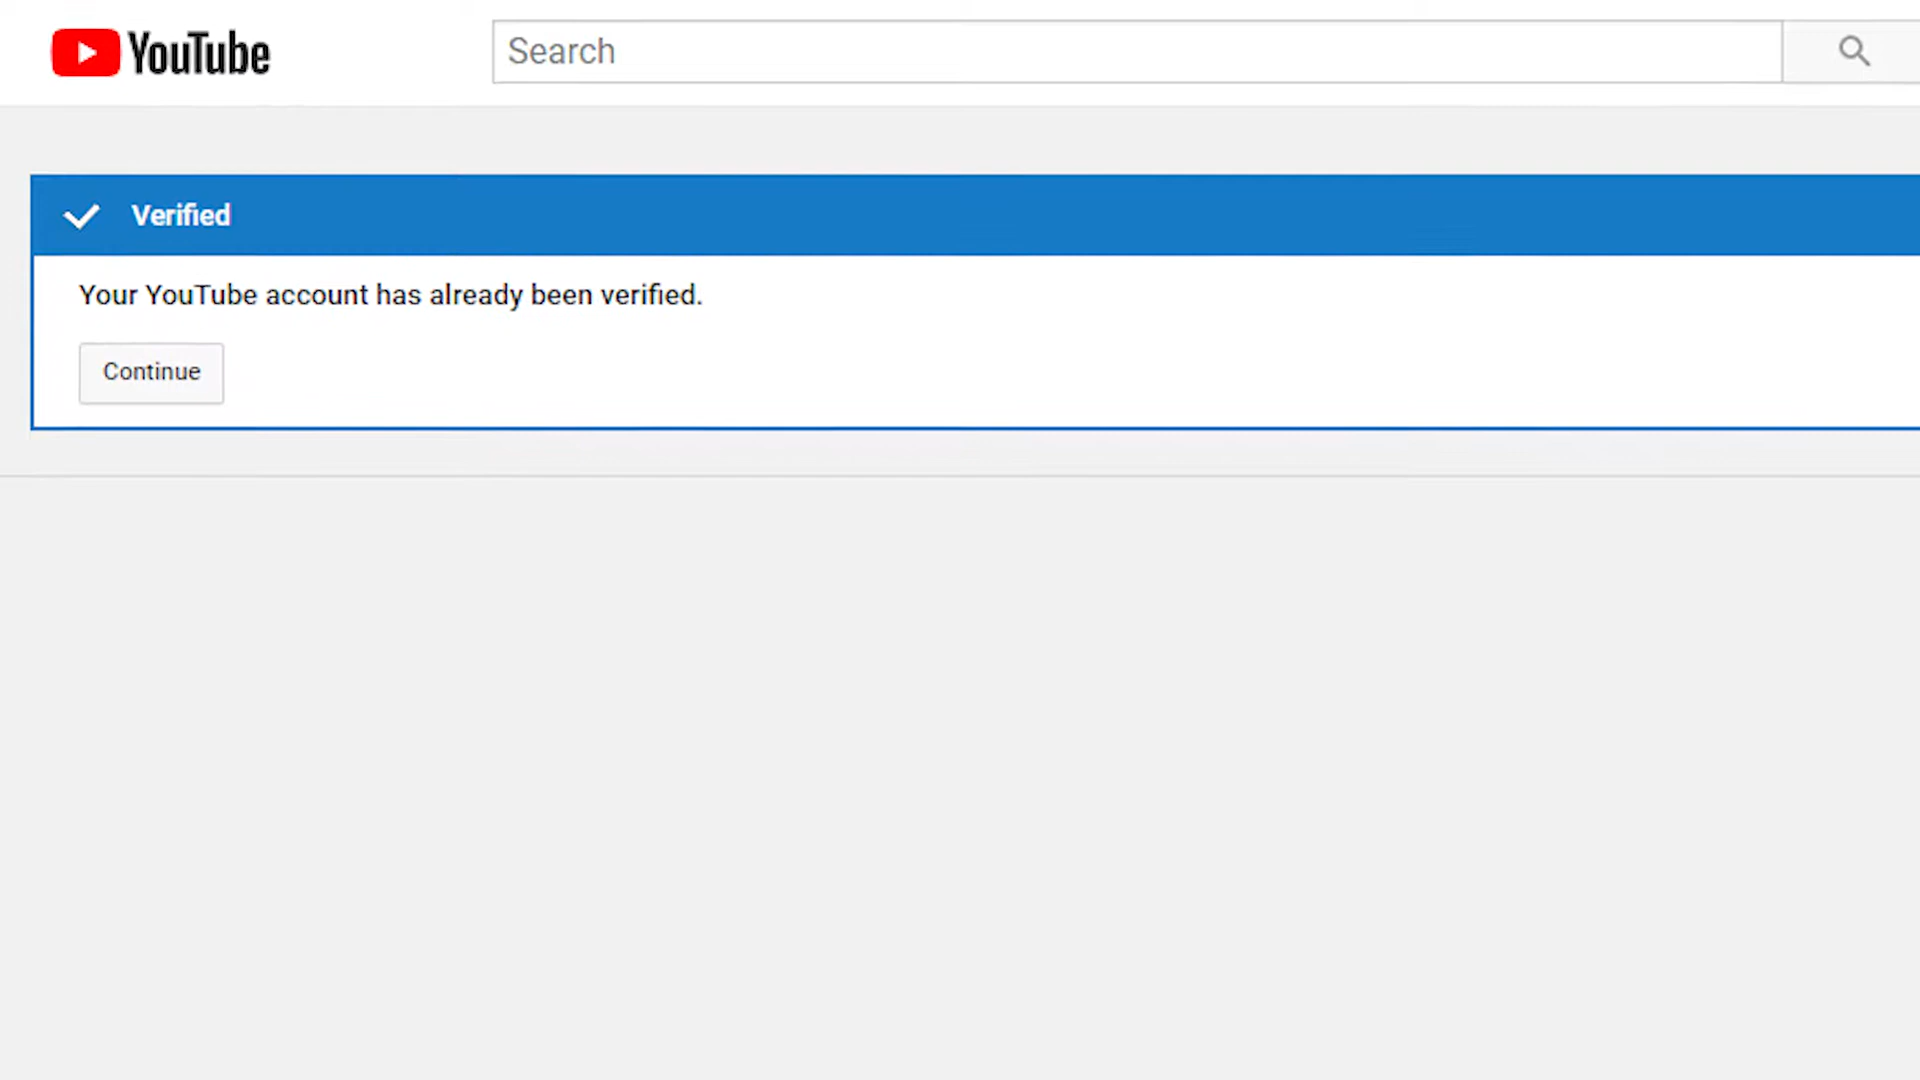 YouTube
Search
Verified
Your YouTube account has already been verified.
Continue